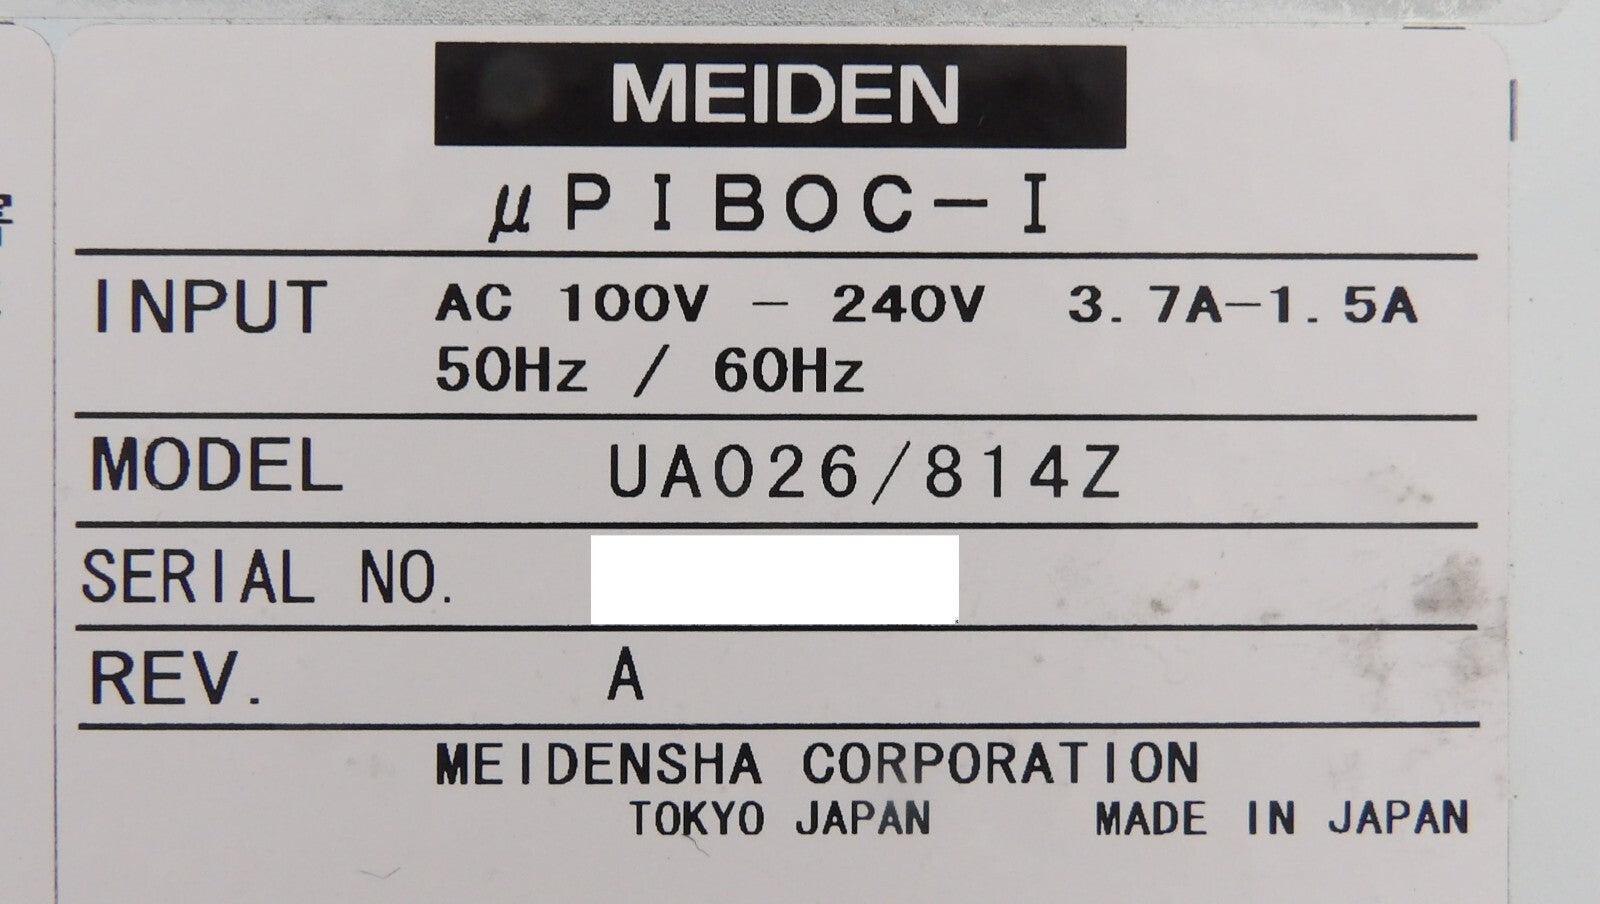 MEIDEN
μPIBOC-I
INPUT AC 100V - 240V 3.7A-1.5A
50Hz / 60Hz
MODEL UA026/814Z
SERIAL NO.
REV. A
MEIDENSHA CORPORATION
TOKYO JAPAN MADE IN JAPAN